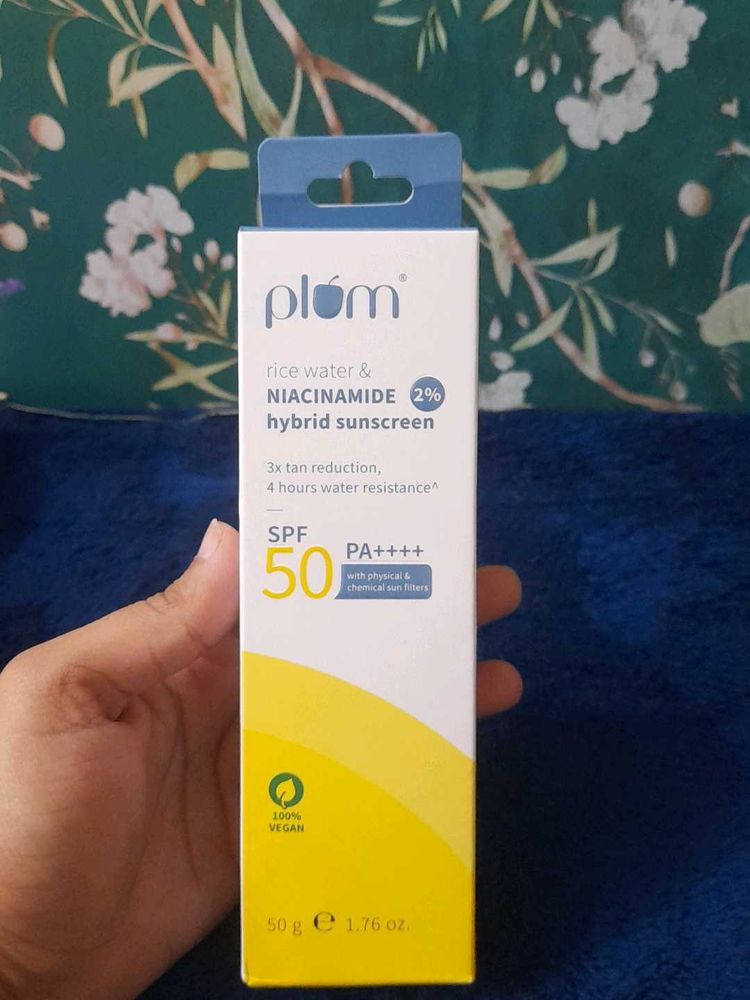 plum®
rice water &
NIACINAMIDE 2%
hybrid sunscreen
3x tan reduction,
4 hours water resistance^
SPF
50 PA++++
with physical &
chemical sun filters
100%
VEGAN
50 g ℮ 1.76 oz.